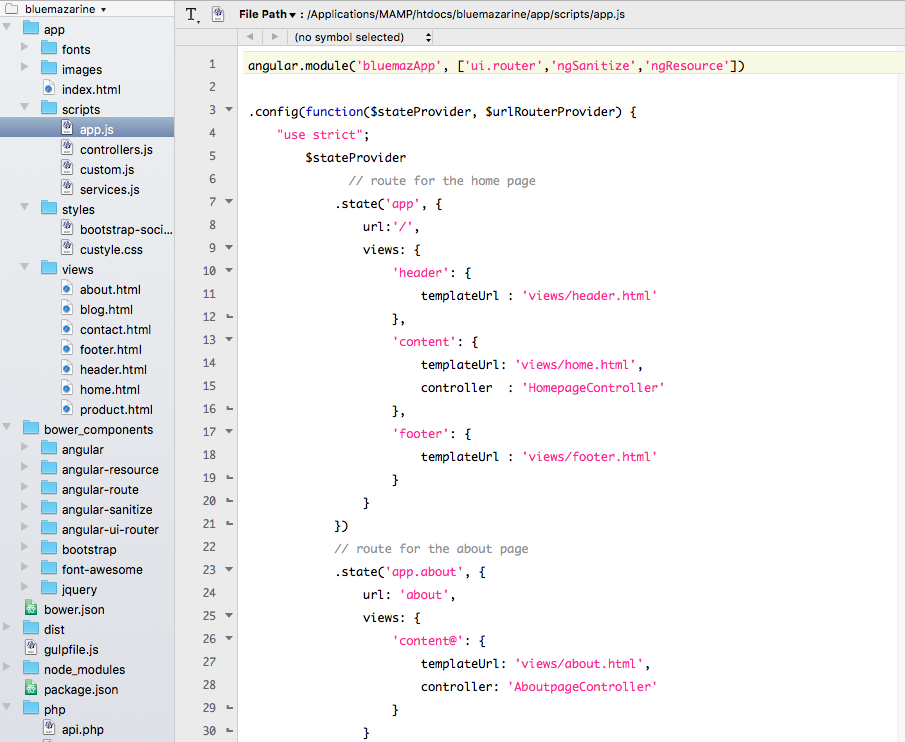 bluemazarine
app
fonts
images
index.html
scripts
app.js
controllers.js
custom.js
services.js
styles
bootstrap-soci...
custyle.css
views
about.html
blog.html
contact.html
footer.html
header.html
home.html
product.html
bower_components
angular
angular-resource
angular-route
angular-sanitize
angular-ui-router
bootstrap
font-awesome
jquery
bower.json
dist
gulpfile.js
node_modules
package.json
php
api.php
T. File Path : /Applications/MAMP/htdocs/bluemazarine/app/scripts/app.js
(no symbol selected)
1 angular.module('bluemazApp', ['ui.router','ngSanitize','ngResource'])
2
3 .config(function($stateProvider, $urlRouterProvider) {
4 "use strict";
5 $stateProvider
6 // route for the home page
7 .state('app', {
8 url:'/',
9 views: {
10 'header': {
11 templateUrl : 'views/header.html'
12 },
13 'content': {
14 templateUrl: 'views/home.html',
15 controller  : 'HomepageController'
16 },
17 'footer': {
18 templateUrl : 'views/footer.html'
19 }
20 }
21 })
22 // route for the about page
23 .state('app.about', {
24 url: 'about',
25 views: {
26 'content@': {
27 templateUrl: 'views/about.html',
28 controller: 'AboutpageController'
29 }
30 }